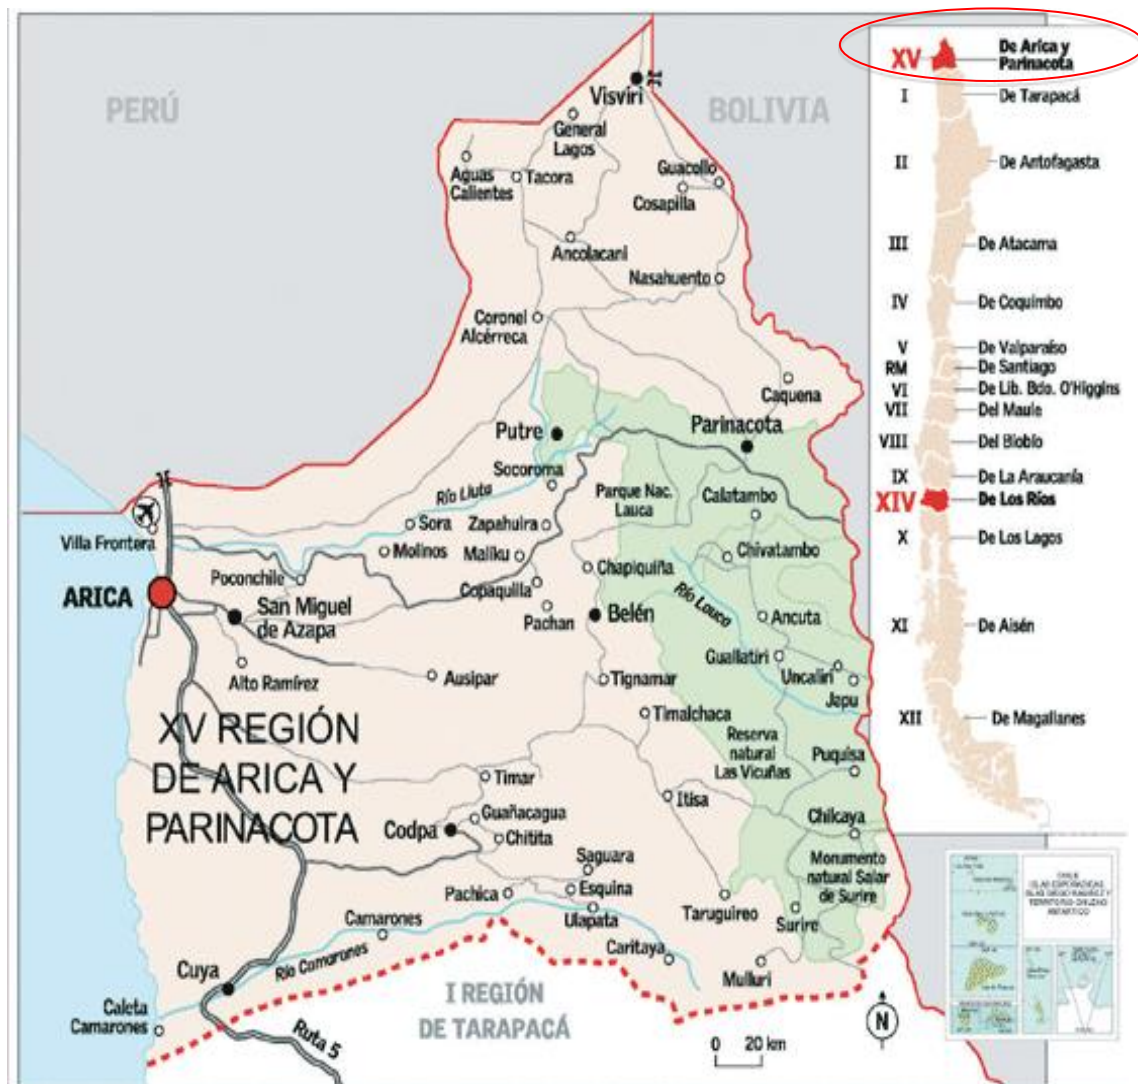 PERÚ
BOLIVIA
Visviri
General
Lagos
Aguas
Calientes
Tacora
Guacollo
Cosapilla
Ancolacani
Nasahuento
Coronel
Alcérreca
Caquena
Putre
Parinacota
Socoroma
Río Lluta
Parque Nac.
Lauca
Calatambo
Villa Frontera
Sora
Zapahuira
Molinos
Maliku
Chivatambo
Poconchile
Copaquilla
Chapiquiña
ARICA
San Miguel
de Azapa
Pachan
Belén
Río Lauca
Ancuta
Guallatiri
Alto Ramírez
Ausipar
Tignamar
Uncaliri
Japu
Timalchaca
XV REGIÓN
DE ARICA Y
PARINACOTA
Reserva
natural
Las Vicuñas
Puquisa
Timar
Itisa
Guañacagua
Codpa
Chitita
Chilcaya
Saguara
Monumento
natural Salar
de Surire
Pachica
Esquina
Ulapata
Taruguireo
Surire
Camarones
Caritaya
Cuya
Río Camarones
Mulluri
Caleta
Camarones
I REGIÓN
DE TARAPACÁ
Ruta 5
0 20 km
N
XV De Arica y
Parinacota
I De Tarapacá
II De Antofagasta
III De Atacama
IV De Coquimbo
V De Valparaíso
RM De Santiago
VI De Lib. Bdo. O'Higgins
VII Del Maule
VIII Del Bioblo
IX De La Araucanía
XIV De Los Ríos
X De Los Lagos
XI De Aisén
XII De Magallanes
CHILE